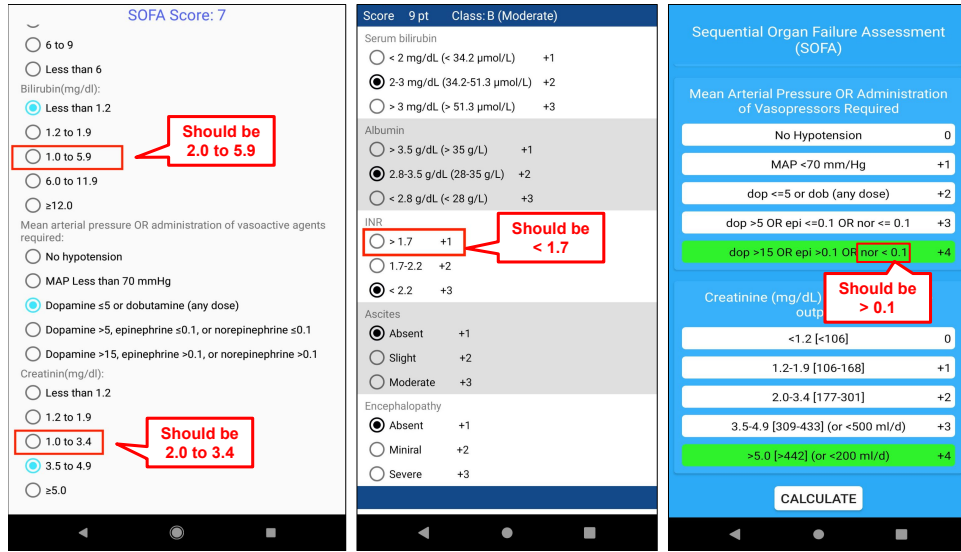 SOFA Score: 7
6 to 9
Less than 6
Bilirubin(mg/dl):
Less than 1.2
1.2 to 1.9
1.0 to 5.9
Should be
2.0 to 5.9
6.0 to 11.9
≥12.0
Mean arterial pressure OR administration of vasoactive agents
required:
No hypotension
MAP Less than 70 mmHg
Dopamine ≤5 or dobutamine (any dose)
Dopamine >5, epinephrine ≤0.1, or norepinephrine ≤0.1
Dopamine >15, epinephrine >0.1, or norepinephrine >0.1
Creatinin(mg/dl):
Less than 1.2
1.2 to 1.9
1.0 to 3.4
Should be
2.0 to 3.4
3.5 to 4.9
≥5.0
Score 9 pt Class: B (Moderate)
Serum bilirubin
< 2 mg/dL (< 34.2 µmol/L) +1
2-3 mg/dL (34.2-51.3 µmol/L) +2
> 3 mg/dL (> 51.3 µmol/L) +3
Albumin
> 3.5 g/dL (> 35 g/L) +1
2.8-3.5 g/dL (28-35 g/L) +2
< 2.8 g/dL (< 28 g/L) +3
INR
> 1.7 +1
Should be
< 1.7
1.7-2.2 +2
< 2.2 +3
Ascites
Absent +1
Slight +2
Moderate +3
Encephalopathy
Absent +1
Miniral +2
Severe +3
Sequential Organ Failure Assessment
(SOFA)
Mean Arterial Pressure OR Administration
of Vasopressors Required
No Hypotension 0
MAP <70 mm/Hg +1
dop <=5 or dob (any dose) +2
dop >5 OR epi <=0.1 OR nor <= 0.1 +3
dop >15 OR epi >0.1 OR nor < 0.1 +4
Should be
> 0.1
Creatinine (mg/dL)
outp
<1.2 [<106] 0
1.2-1.9 [106-168] +1
2.0-3.4 [177-301] +2
3.5-4.9 [309-433] (or <500 ml/d) +3
>5.0 [>442] (or <200 ml/d) +4
CALCULATE